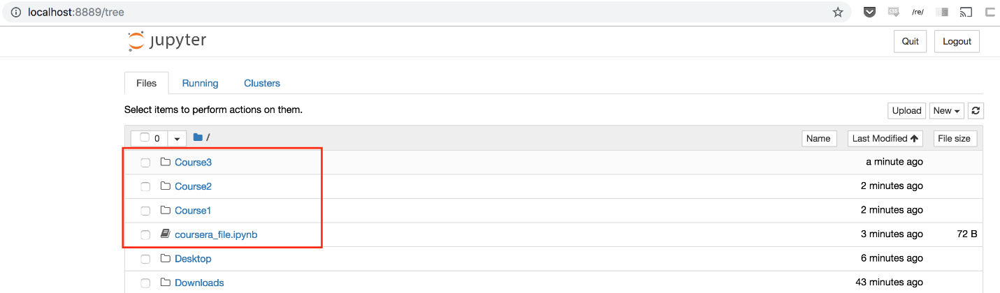 localhost:8889/tree
/re/
jupyter
Quit
Logout
Files
Running
Clusters
Select items to perform actions on them.
Upload
New
0
/
Name
Last Modified
File size
Course3
a minute ago
Course2
2 minutes ago
Course1
2 minutes ago
coursera_file.ipynb
3 minutes ago
72 B
Desktop
6 minutes ago
Downloads
43 minutes ago